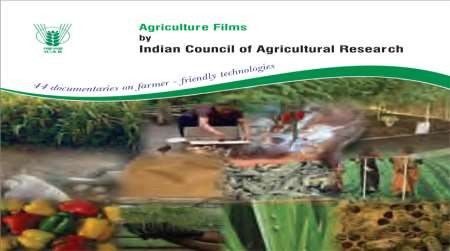 Agriculture Films
by
Indian Council of Agricultural Research
44 documentaries on farmer - friendly technologies